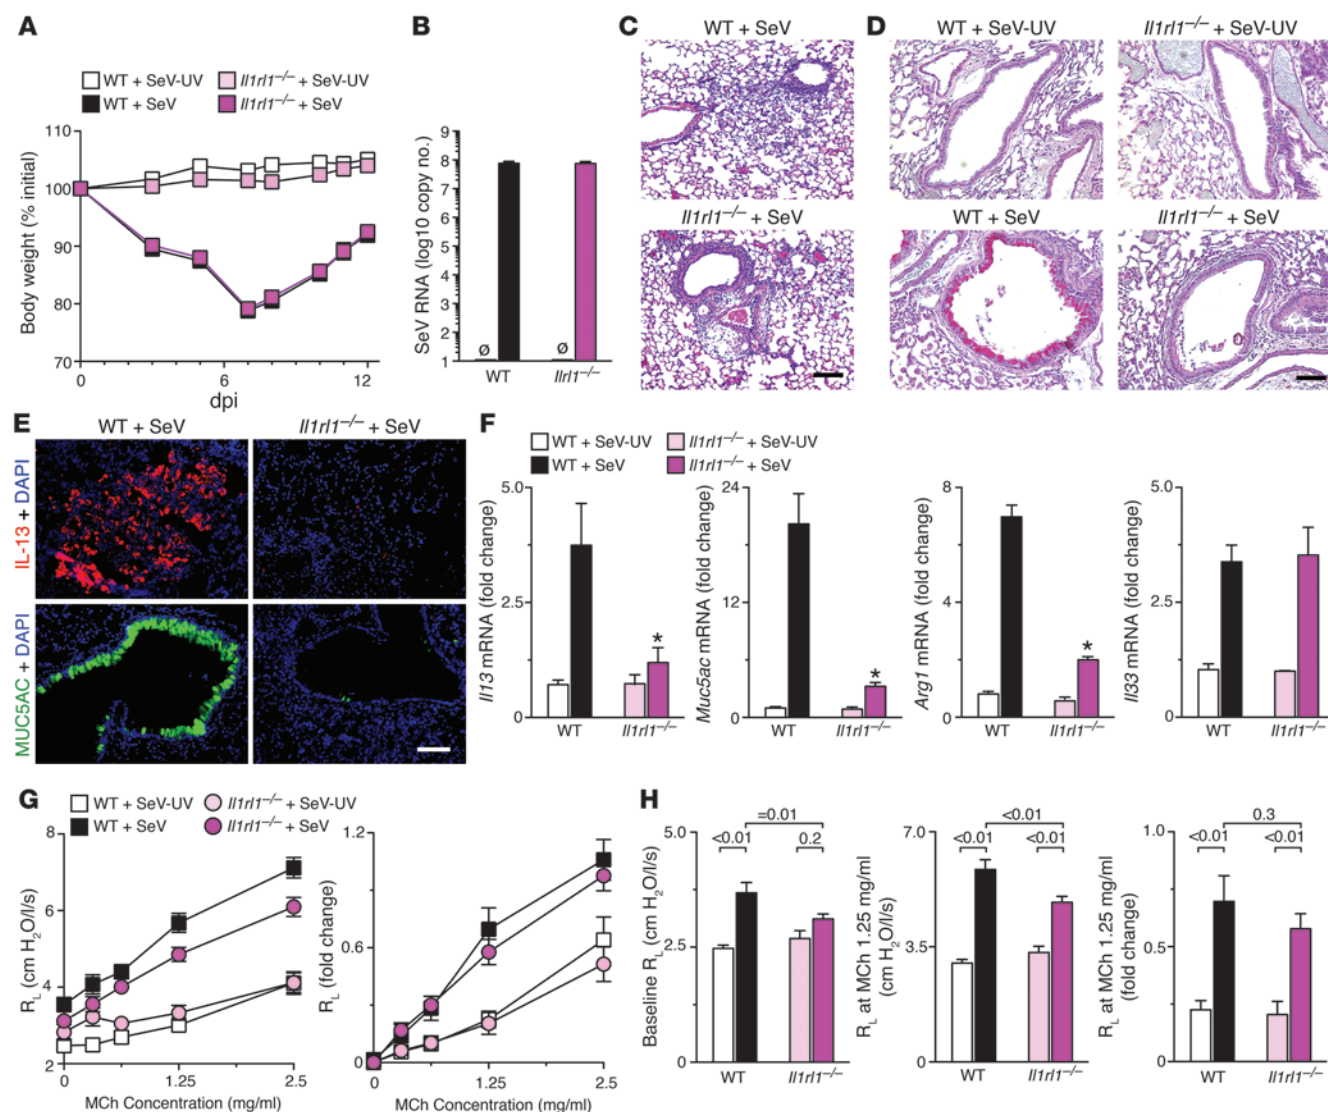 A
WT + SeV-UV
Il1rl1–/– + SeV-UV
WT + SeV
Il1rl1–/– + SeV
110
100
90
80
70
Body weight (% initial)
0
6
12
dpi
B
9
8
7
6
5
4
3
2
1
SeV RNA (log10 copy no.)
Ø
Ø
WT
Ilrl1–/–
C
WT + SeV
Il1rl1–/– + SeV
D
WT + SeV-UV
Il1rl1–/– + SeV-UV
WT + SeV
Il1rl1–/– + SeV
E
WT + SeV
Il1rl1–/– + SeV
IL-13 + DAPI
MUC5AC + DAPI
F
WT + SeV-UV
Il1rl1–/– + SeV-UV
WT + SeV
Il1rl1–/– + SeV
Il13 mRNA (fold change)
5.0
2.5
0
*
WT
Il1rl1–/–
Muc5ac mRNA (fold change)
24
12
0
*
WT
Il1rl1–/–
Arg1 mRNA (fold change)
8
4
0
*
WT
Il1rl1–/–
Il33 mRNA (fold change)
5.0
2.5
0
WT
Il1rl1–/–
G
WT + SeV-UV
Il1rl1–/– + SeV-UV
WT + SeV
Il1rl1–/– + SeV
RL (cm H2O/l/s)
8
6
4
2
0
1.25
2.5
MCh Concentration (mg/ml)
RL (fold change)
1.2
0.6
0
0
1.25
2.5
MCh Concentration (mg/ml)
H
Baseline RL (cm H2O/l/s)
5.0
2.5
0
=0.01
<0.01
0.2
WT
Il1rl1–/–
RL at MCh 1.25 mg/ml
(cm H2O/l/s)
7.0
3.5
0
<0.01
<0.01
<0.01
WT
Il1rl1–/–
RL at MCh 1.25 mg/ml
(fold change)
1.0
0.5
0
0.3
<0.01
<0.01
WT
Il1rl1–/–